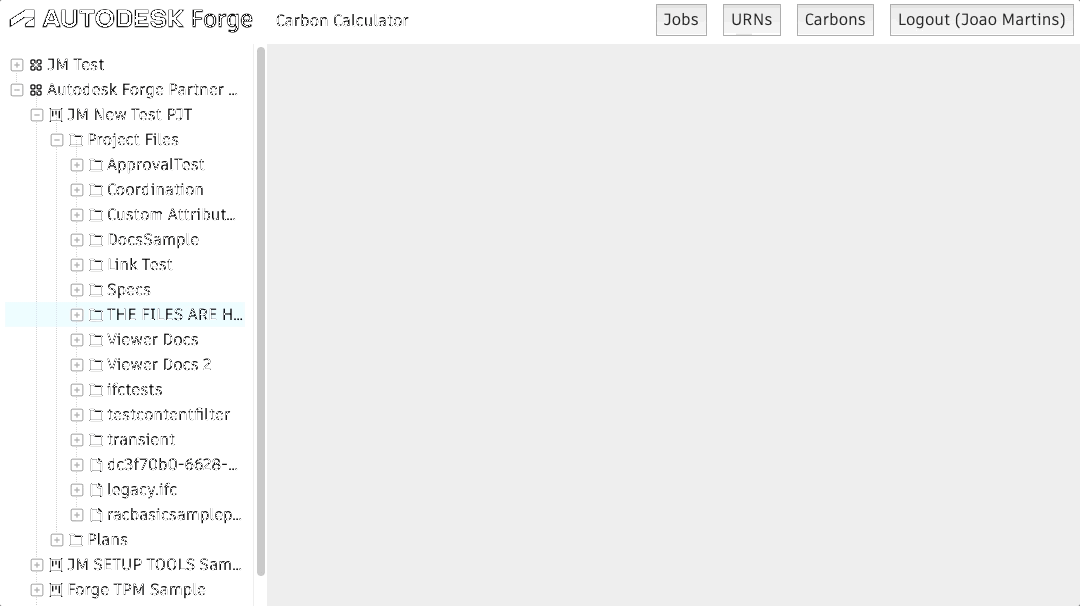 AUTODESK Forge Carbon Calculator Jobs URNs Carbons Logout (Joao Martins)
JM Test
Autodesk Forge Partner ...
JM New Test PJT
Project Files
ApprovalTest
Coordination
Custom Attribut...
DocsSample
Link Test
Specs
THE FILES ARE H...
Viewer Docs
Viewer Docs 2
ifctests
testcontentfilter
transient
dc3f70b0-6628-...
legacy.ifc
racbasicsamplep...
Plans
JM SETUP TOOLS Sam...
Forge TPM Sample